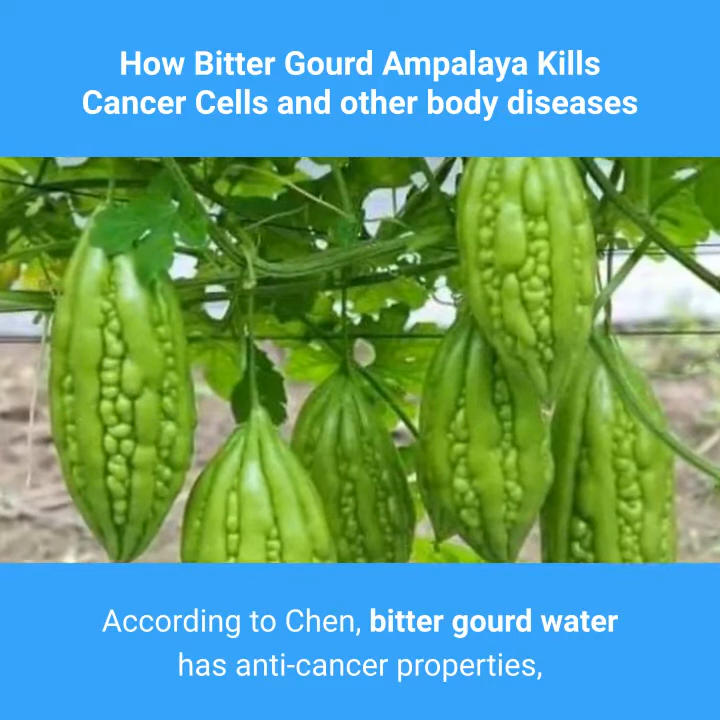 How Bitter Gourd Ampalaya Kills
Cancer Cells and other body diseases
According to Chen, bitter gourd water
has anti-cancer properties,